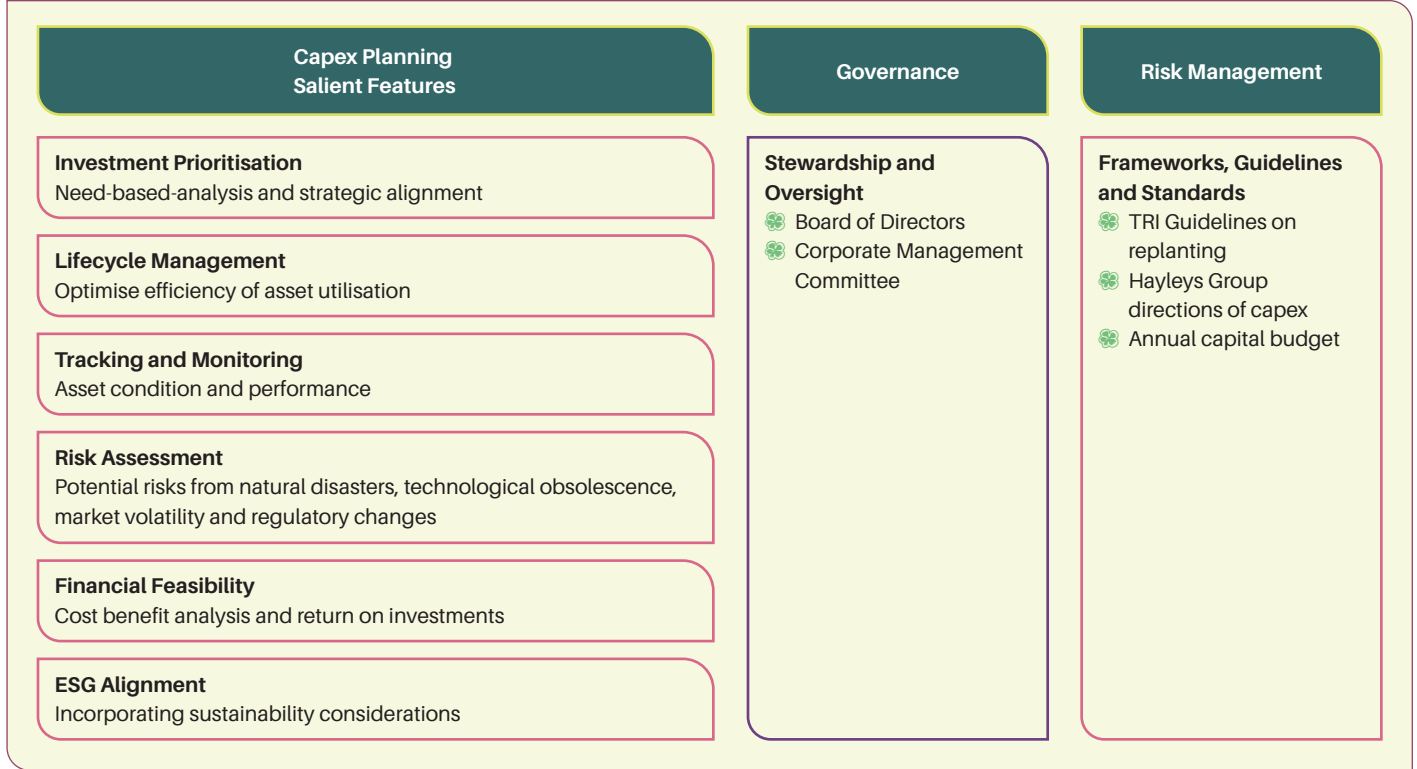 Capex Planning
Salient Features
Investment Prioritisation
Need-based-analysis and strategic alignment
Lifecycle Management
Optimise efficiency of asset utilisation
Tracking and Monitoring
Asset condition and performance
Risk Assessment
Potential risks from natural disasters, technological obsolescence,
market volatility and regulatory changes
Financial Feasibility
Cost benefit analysis and return on investments
ESG Alignment
Incorporating sustainability considerations
Governance
Stewardship and
Oversight
Board of Directors
Corporate Management
Committee
Risk Management
Frameworks, Guidelines
and Standards
TRI Guidelines on
replanting
Hayleys Group
directions of capex
Annual capital budget